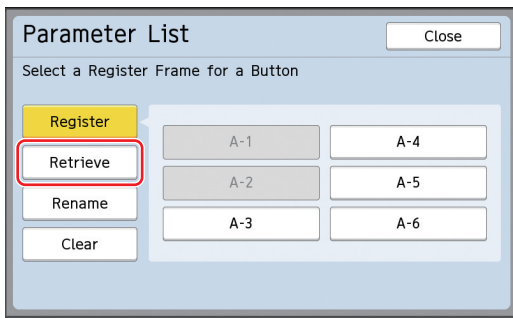 Parameter List
Close
Select a Register Frame for a Button
Register
Retrieve
Rename
Clear
A-1
A-4
A-2
A-5
A-3
A-6